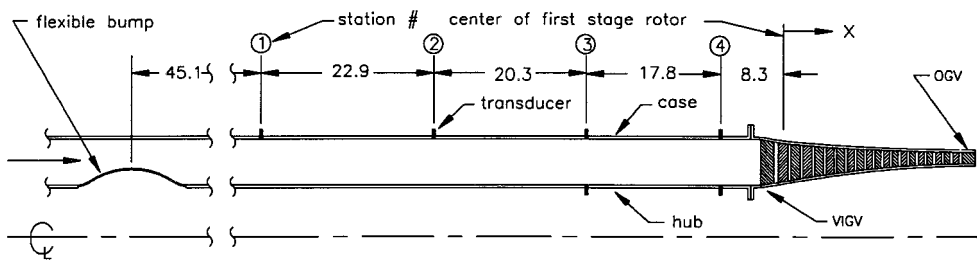 station # center of first stage rotor
flexible bump
1
2
3
4
X
45.1
22.9
20.3
17.8
8.3
OGV
transducer
case
hub
VIGV
C L